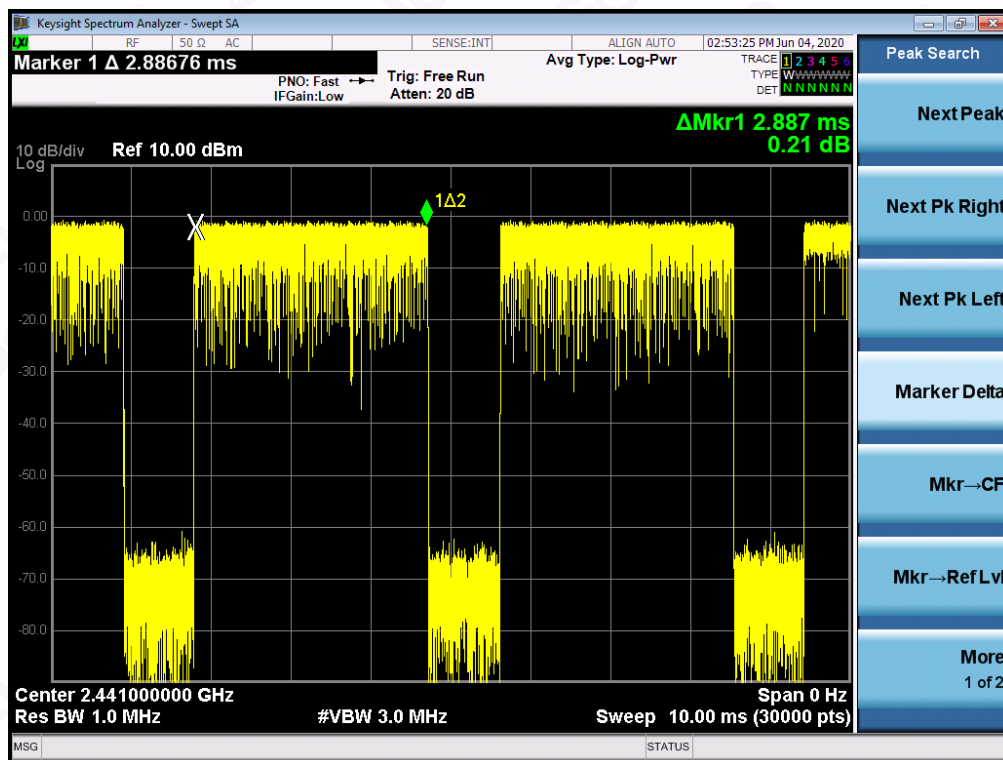 Keysight Spectrum Analyzer - Swept SA
LXI RF 50 Ω AC SENSE:INT ALIGN AUTO 02:53:25 PM Jun 04, 2020
Marker 1 Δ 2.88676 ms
PNO: Fast
IFGain:Low
Trig: Free Run
Atten: 20 dB
Avg Type: Log-Pwr
TRACE 1 2 3 4 5 6
TYPE WWWWWW
DET N N N N N N
ΔMkr1 2.887 ms
0.21 dB
10 dB/div Ref 10.00 dBm
Log
0.00
-10.0
-20.0
-30.0
-40.0
-50.0
-60.0
-70.0
-80.0
X
1Δ2
Center 2.441000000 GHz Span 0 Hz
Res BW 1.0 MHz #VBW 3.0 MHz Sweep 10.00 ms (30000 pts)
MSG STATUS
Peak Search
Next Peak
Next Pk Right
Next Pk Left
Marker Delta
Mkr→CF
Mkr→Ref Lvl
More
1 of 2